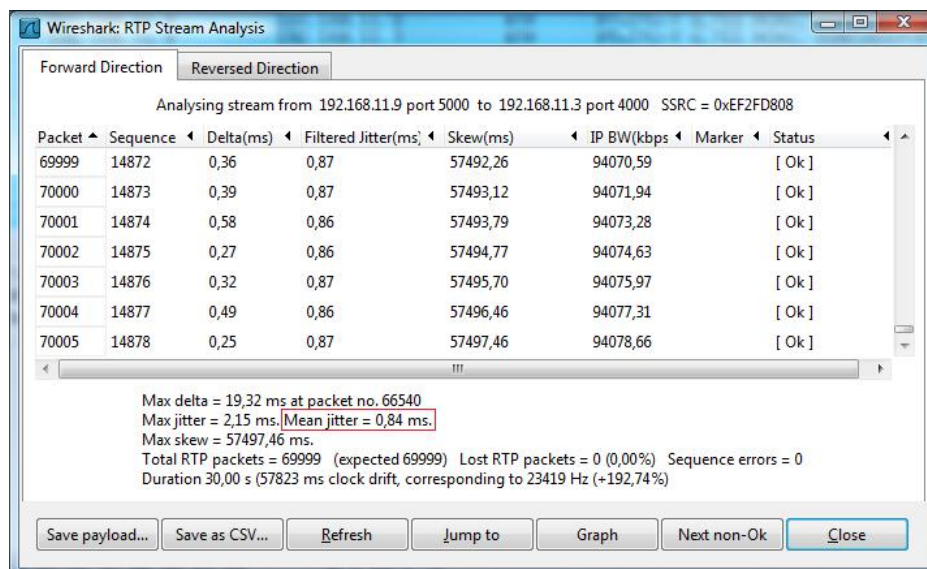 Wireshark: RTP Stream Analysis
Forward Direction Reversed Direction
Analysing stream from 192.168.11.9 port 5000 to 192.168.11.3 port 4000 SSRC = 0xEF2FD808
Packet Sequence Delta(ms) Filtered Jitter(ms) Skew(ms) IP BW(kbps Marker Status
69999 14872 0,36 0,87 57492,26 94070,59 [ Ok ]
70000 14873 0,39 0,87 57493,12 94071,94 [ Ok ]
70001 14874 0,58 0,86 57493,79 94073,28 [ Ok ]
70002 14875 0,27 0,86 57494,77 94074,63 [ Ok ]
70003 14876 0,32 0,87 57495,70 94075,97 [ Ok ]
70004 14877 0,49 0,86 57496,46 94077,31 [ Ok ]
70005 14878 0,25 0,87 57497,46 94078,66 [ Ok ]
Max delta = 19,32 ms at packet no. 66540
Max jitter = 2,15 ms. Mean jitter = 0,84 ms.
Max skew = 57497,46 ms.
Total RTP packets = 69999 (expected 69999) Lost RTP packets = 0 (0,00%) Sequence errors = 0
Duration 30,00 s (57823 ms clock drift, corresponding to 23419 Hz (+192,74%)
Save payload... Save as CSV... Refresh Jump to Graph Next non-Ok Close